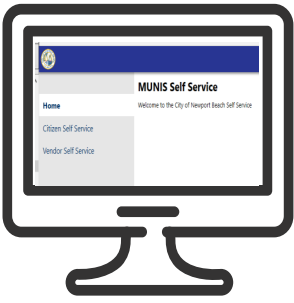 MUNIS Self Service
Welcome to the City of Newport Beach Self Service
Home
Citizen Self Service
Vendor Self Service